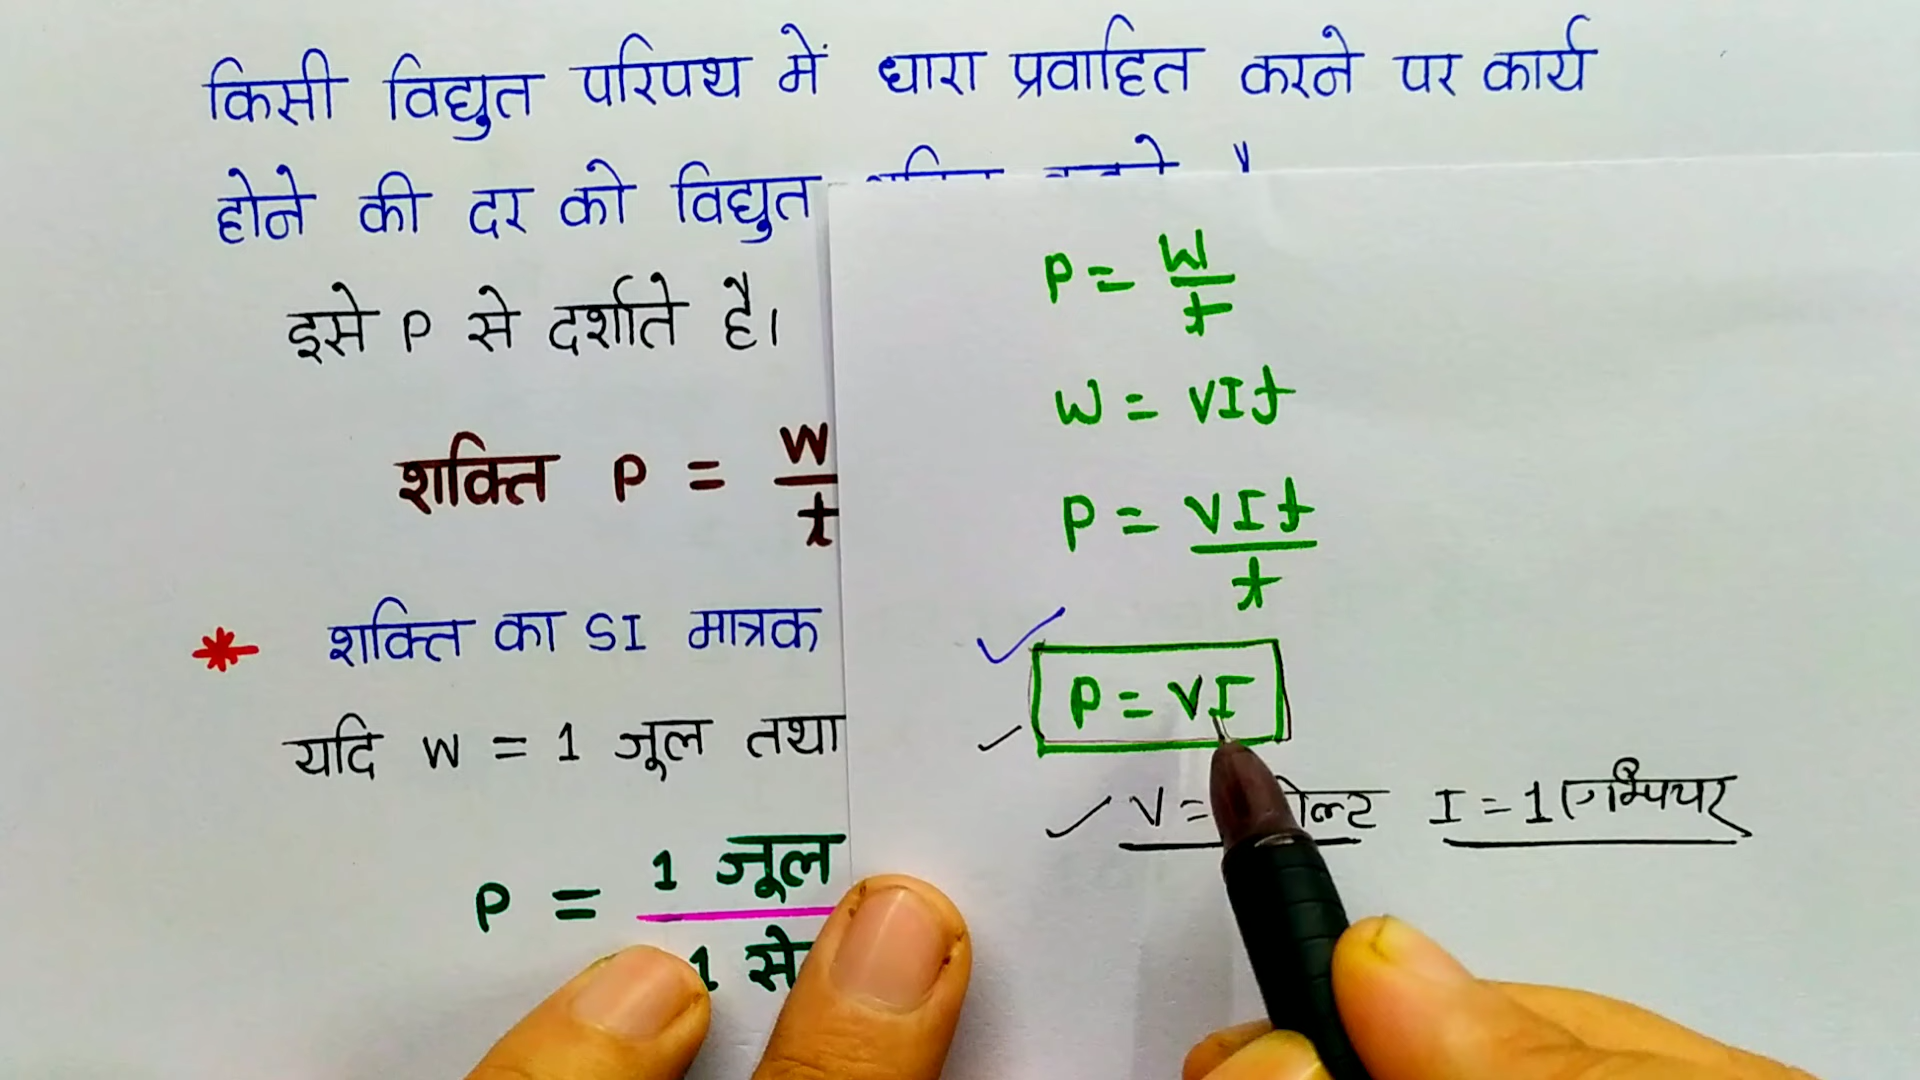 किसी विद्युत परिपथ में धारा प्रवाहित करने पर कार्य
होने की दर को विद्युत
इसे P से दर्शाते है।
शक्ति P = W/t
* शक्ति का SI मात्रक
यदि W = 1 जूल तथा
P = 1 जूल
1 से
P = W/t
W = VIt
P = VIt/t
P = VI
V = I = 1 एम्पियर